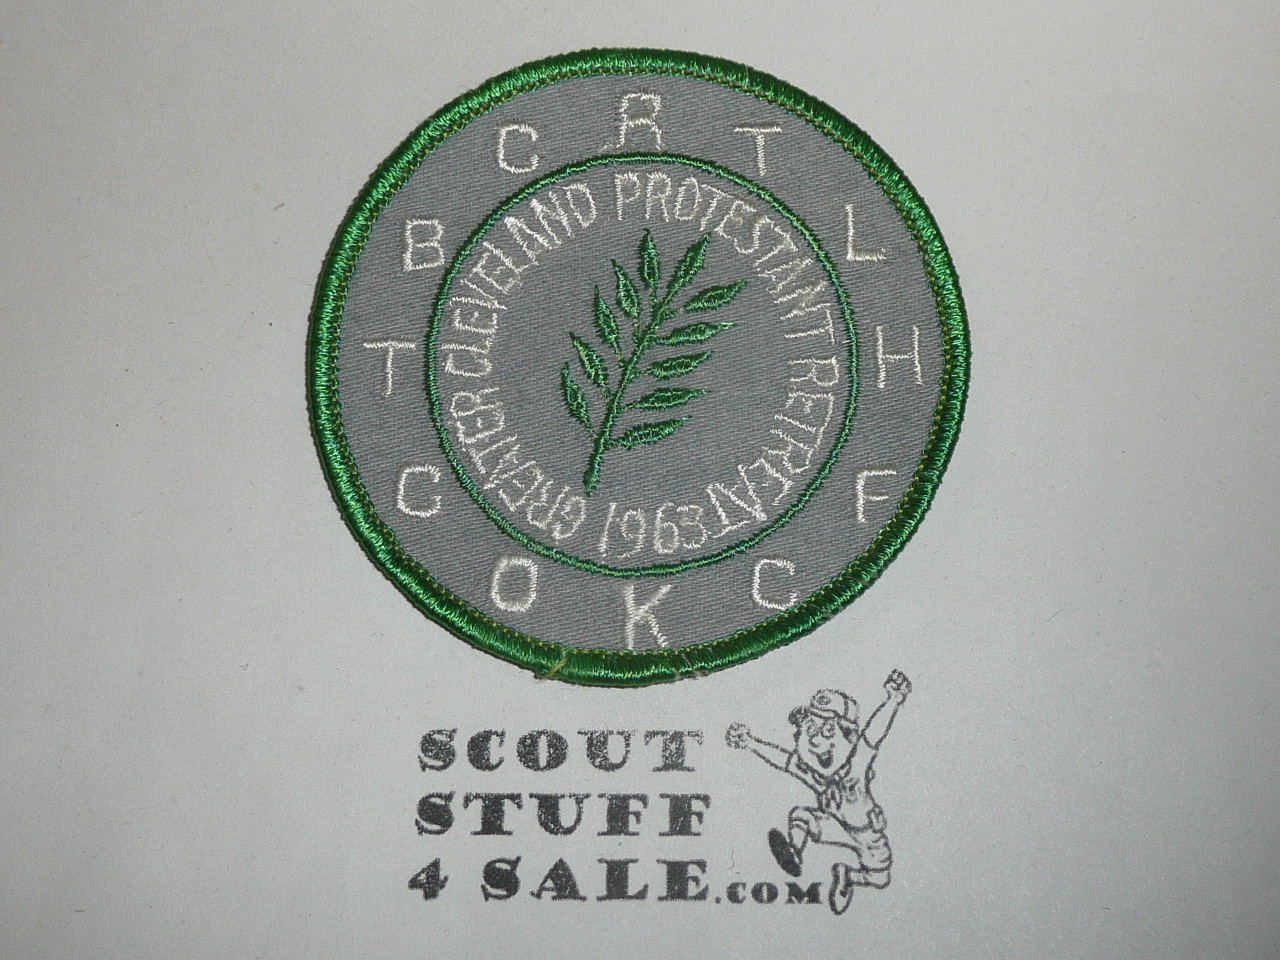 R T L H F C K O C T B C
GREATER CLEVELAND PROTESTANT RETREAT
1963
SCOUT
STUFF
4 SALE.COM